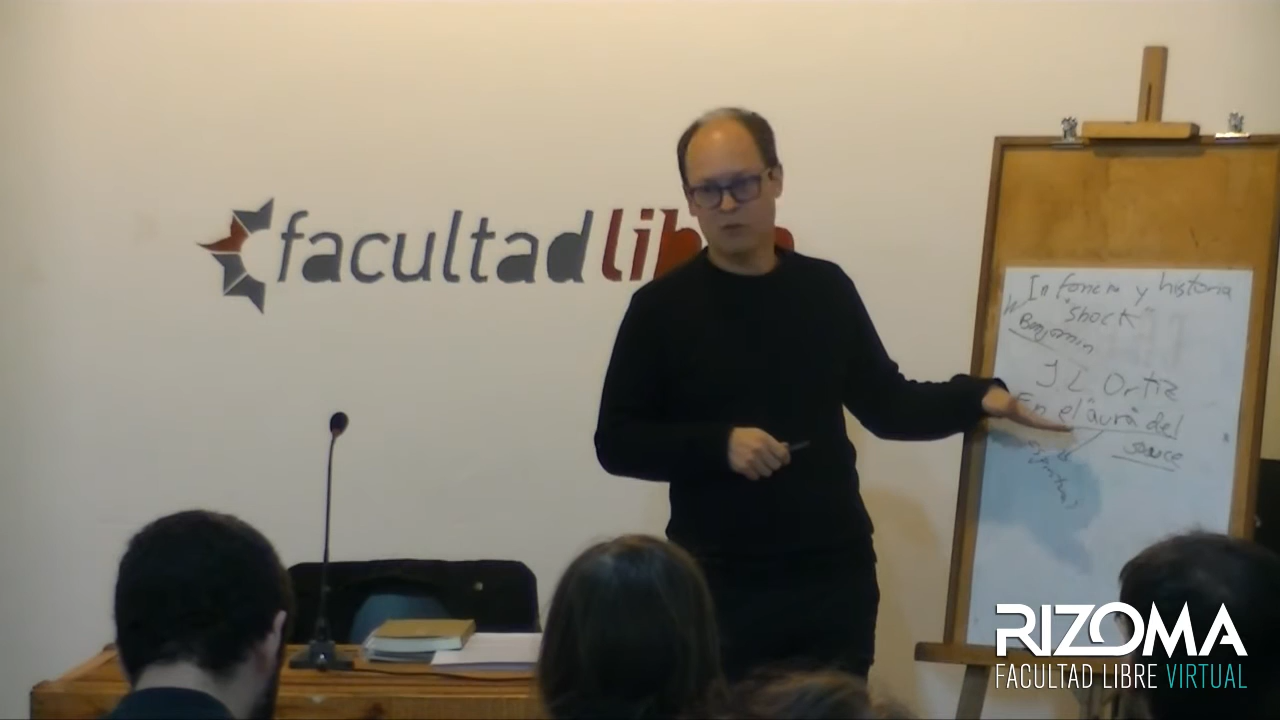 facultad lib
Infancia y historia
"shock"
W
Benjamin
J L Ortiz
En el aura del
sauce
RIZOMA
FACULTAD LIBRE VIRTUAL